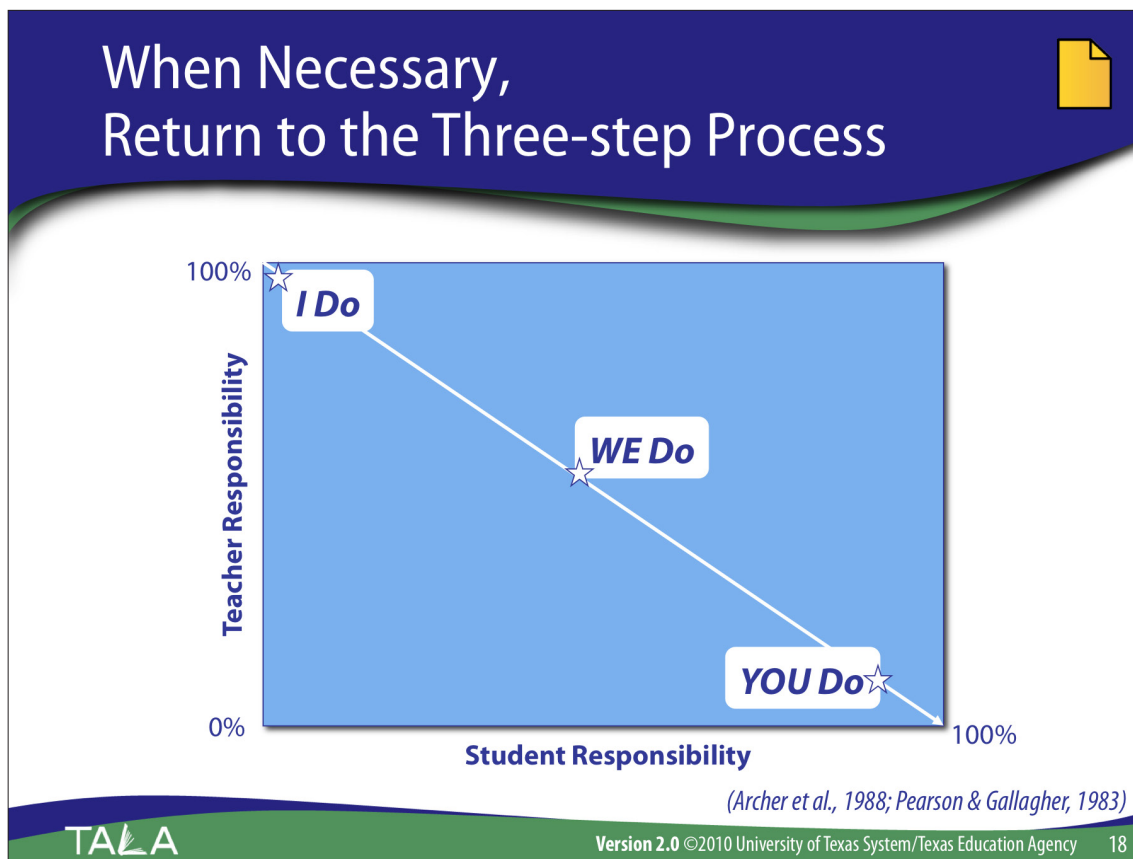 When Necessary,
Return to the Three-step Process
100%
I Do
WE Do
YOU Do
Teacher Responsibility
0%
100%
Student Responsibility
(Archer et al., 1988; Pearson & Gallagher, 1983)
TALA
Version 2.0 ©2010 University of Texas System/Texas Education Agency 18